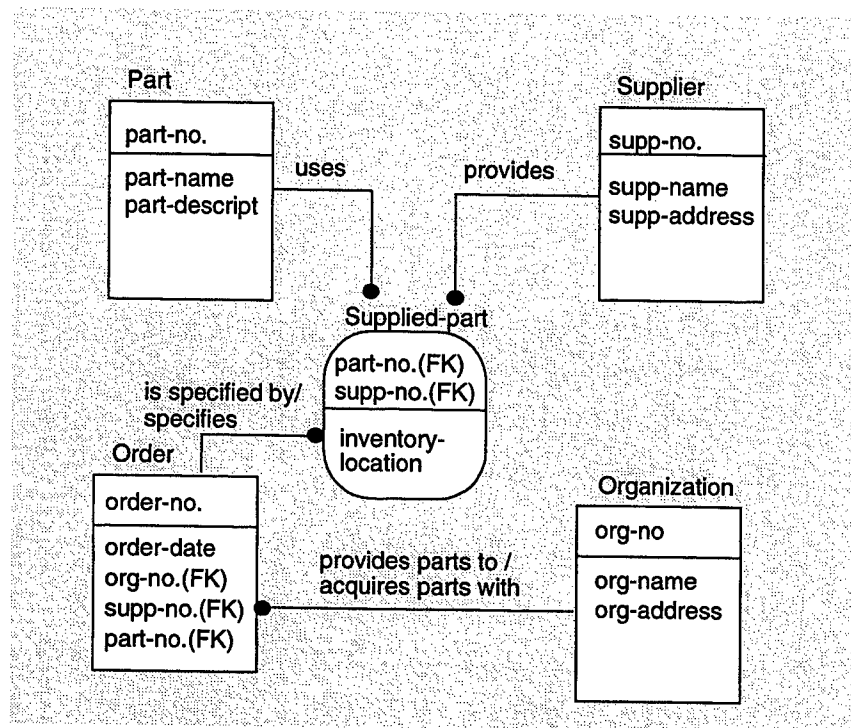 Part
part-no.
part-name
part-descript
uses
provides
Supplier
supp-no.
supp-name
supp-address
Supplied-part
part-no.(FK)
supp-no.(FK)
inventory-
location
is specified by/
specifies
Order
order-no.
order-date
org-no.(FK)
supp-no.(FK)
part-no.(FK)
provides parts to /
acquires parts with
Organization
org-no
org-name
org-address